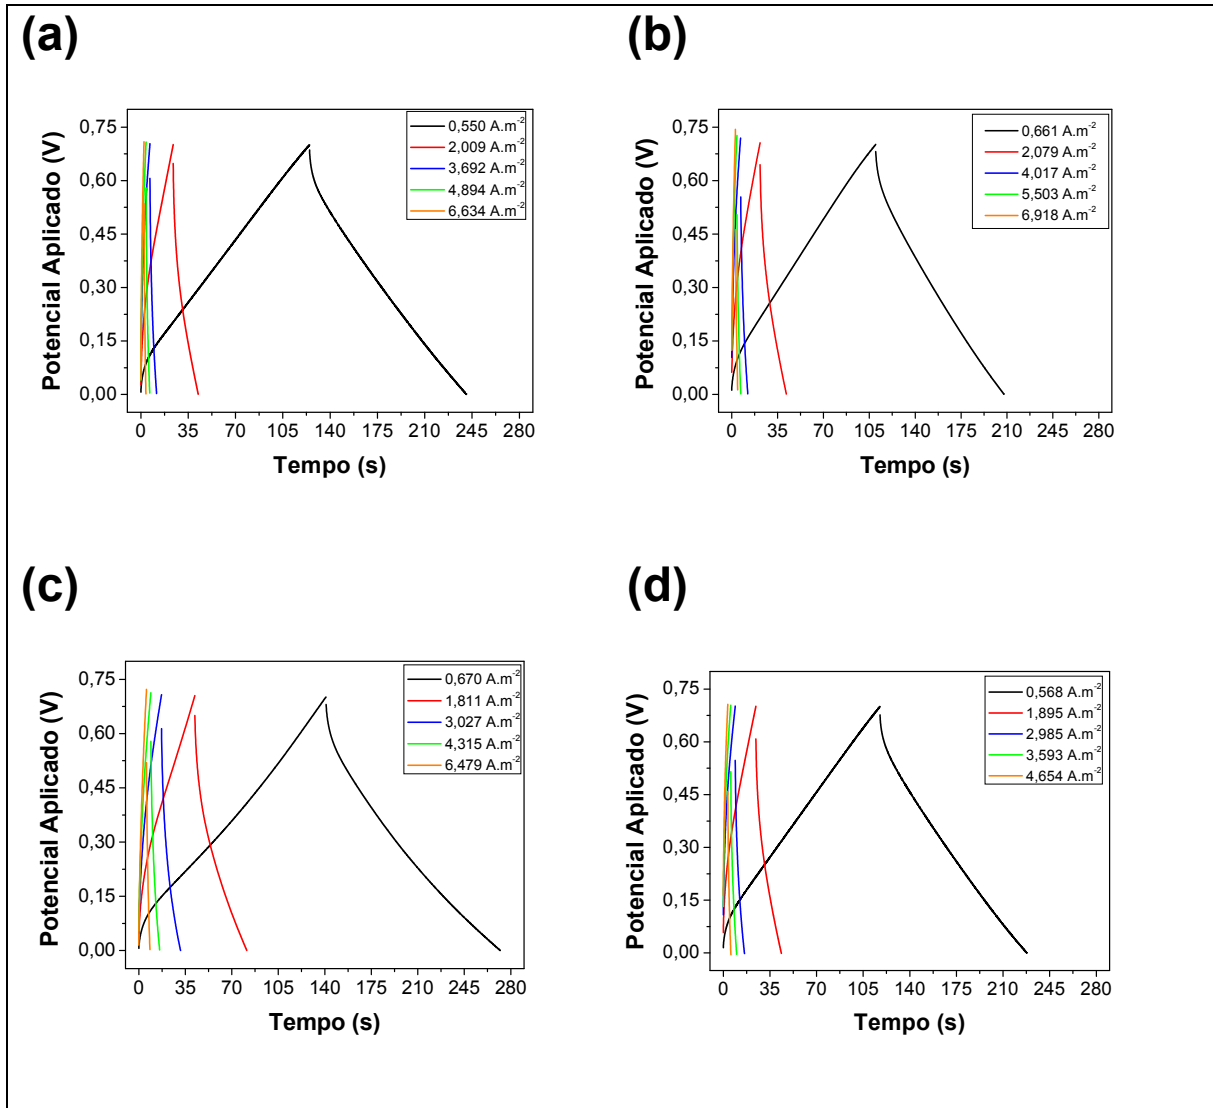 (a)
Potencial Aplicado (V)
0,75
0,60
0,45
0,30
0,15
0,00
0,550 A.m⁻²
2,009 A.m⁻²
3,692 A.m⁻²
4,894 A.m⁻²
6,634 A.m⁻²
0 35 70 105 140 175 210 245 280
Tempo (s)
(b)
Potencial Aplicado (V)
0,75
0,60
0,45
0,30
0,15
0,00
0,661 A.m⁻²
2,079 A.m⁻²
4,017 A.m⁻²
5,503 A.m⁻²
6,918 A.m⁻²
0 35 70 105 140 175 210 245 280
Tempo (s)
(c)
Potencial Aplicado (V)
0,75
0,60
0,45
0,30
0,15
0,00
0,670 A.m⁻²
1,811 A.m⁻²
3,027 A.m⁻²
4,315 A.m⁻²
6,479 A.m⁻²
0 35 70 105 140 175 210 245 280
Tempo (s)
(d)
Potencial Aplicado (V)
0,75
0,60
0,45
0,30
0,15
0,00
0,568 A.m⁻²
1,895 A.m⁻²
2,985 A.m⁻²
3,593 A.m⁻²
4,654 A.m⁻²
0 35 70 105 140 175 210 245 280
Tempo (s)